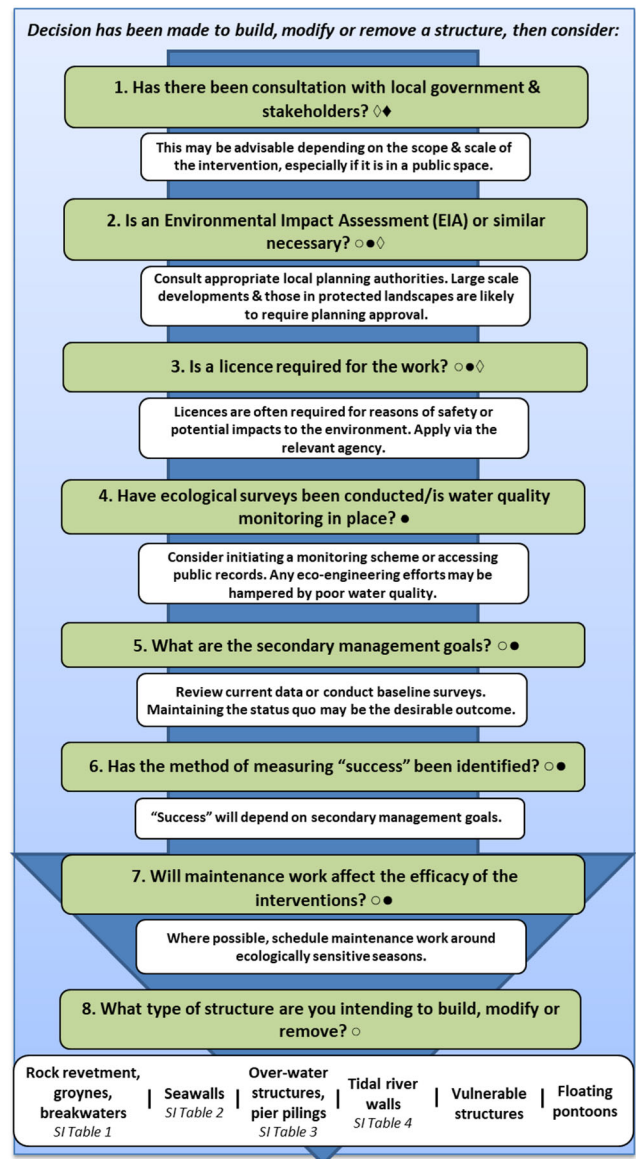 Decision has been made to build, modify or remove a structure, then consider:
1. Has there been consultation with local government &
stakeholders? ◊♦
This may be advisable depending on the scope & scale of
the intervention, especially if it is in a public space.
2. Is an Environmental Impact Assessment (EIA) or similar
necessary? ○●◊
Consult appropriate local planning authorities. Large scale
developments & those in protected landscapes are likely
to require planning approval.
3. Is a licence required for the work? ○●◊
Licences are often required for reasons of safety or
potential impacts to the environment. Apply via the
relevant agency.
4. Have ecological surveys been conducted/is water quality
monitoring in place? ●
Consider initiating a monitoring scheme or accessing
public records. Any eco-engineering efforts may be
hampered by poor water quality.
5. What are the secondary management goals? ○●
Review current data or conduct baseline surveys.
Maintaining the status quo may be the desirable outcome.
6. Has the method of measuring “success” been identified? ○●
“Success” will depend on secondary management goals.
7. Will maintenance work affect the efficacy of the
interventions? ○●
Where possible, schedule maintenance work around
ecologically sensitive seasons.
8. What type of structure are you intending to build, modify or
remove? ○
Rock revetment,
groynes,
breakwaters
SI Table 1
Seawalls
SI Table 2
Over-water
structures,
pier pilings
SI Table 3
Tidal river
walls
SI Table 4
Vulnerable
structures
Floating
pontoons